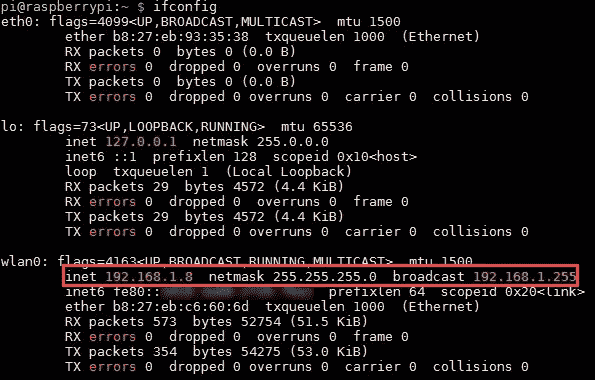 pi@raspberrypi:~ $ ifconfig
eth0: flags=4099<UP,BROADCAST,MULTICAST>  mtu 1500
ether b8:27:eb:93:35:38  txqueuelen 1000  (Ethernet)
RX packets 0  bytes 0 (0.0 B)
RX errors 0  dropped 0  overruns 0  frame 0
TX packets 0  bytes 0 (0.0 B)
TX errors 0  dropped 0 overruns 0  carrier 0  collisions 0
lo: flags=73<UP,LOOPBACK,RUNNING>  mtu 65536
inet 127.0.0.1  netmask 255.0.0.0
inet6 ::1  prefixlen 128  scopeid 0x10<host>
loop  txqueuelen 1  (Local Loopback)
RX packets 29  bytes 4572 (4.4 KiB)
RX errors 0  dropped 0  overruns 0  frame 0
TX packets 29  bytes 4572 (4.4 KiB)
TX errors 0  dropped 0 overruns 0  carrier 0  collisions 0
wlan0: flags=4163<UP,BROADCAST,RUNNING,MULTICAST>  mtu 1500
inet 192.168.1.8  netmask 255.255.255.0  broadcast 192.168.1.255
inet6 fe80:: prefixlen 64  scopeid 0x20<link>
ether b8:27:eb:c6:60:6d  txqueuelen 1000  (Ethernet)
RX packets 573  bytes 52754 (51.5 KiB)
RX errors 0  dropped 0  overruns 0  frame 0
TX packets 354  bytes 54275 (53.0 KiB)
TX errors 0  dropped 0 overruns 0  carrier 0  collisions 0